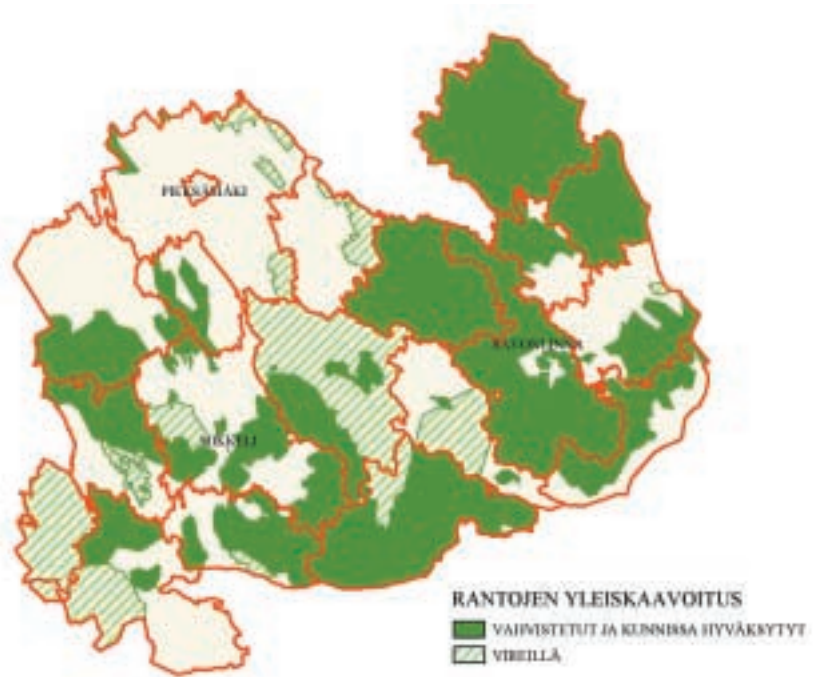 PIEKSÄMÄKI
SAVONLINNA
MIKKELI
RANTOJEN YLEISKAAVOITUS
VAHVISTETUT JA KUNNISSA HYVÄKSYTYT
VIREILLÄ